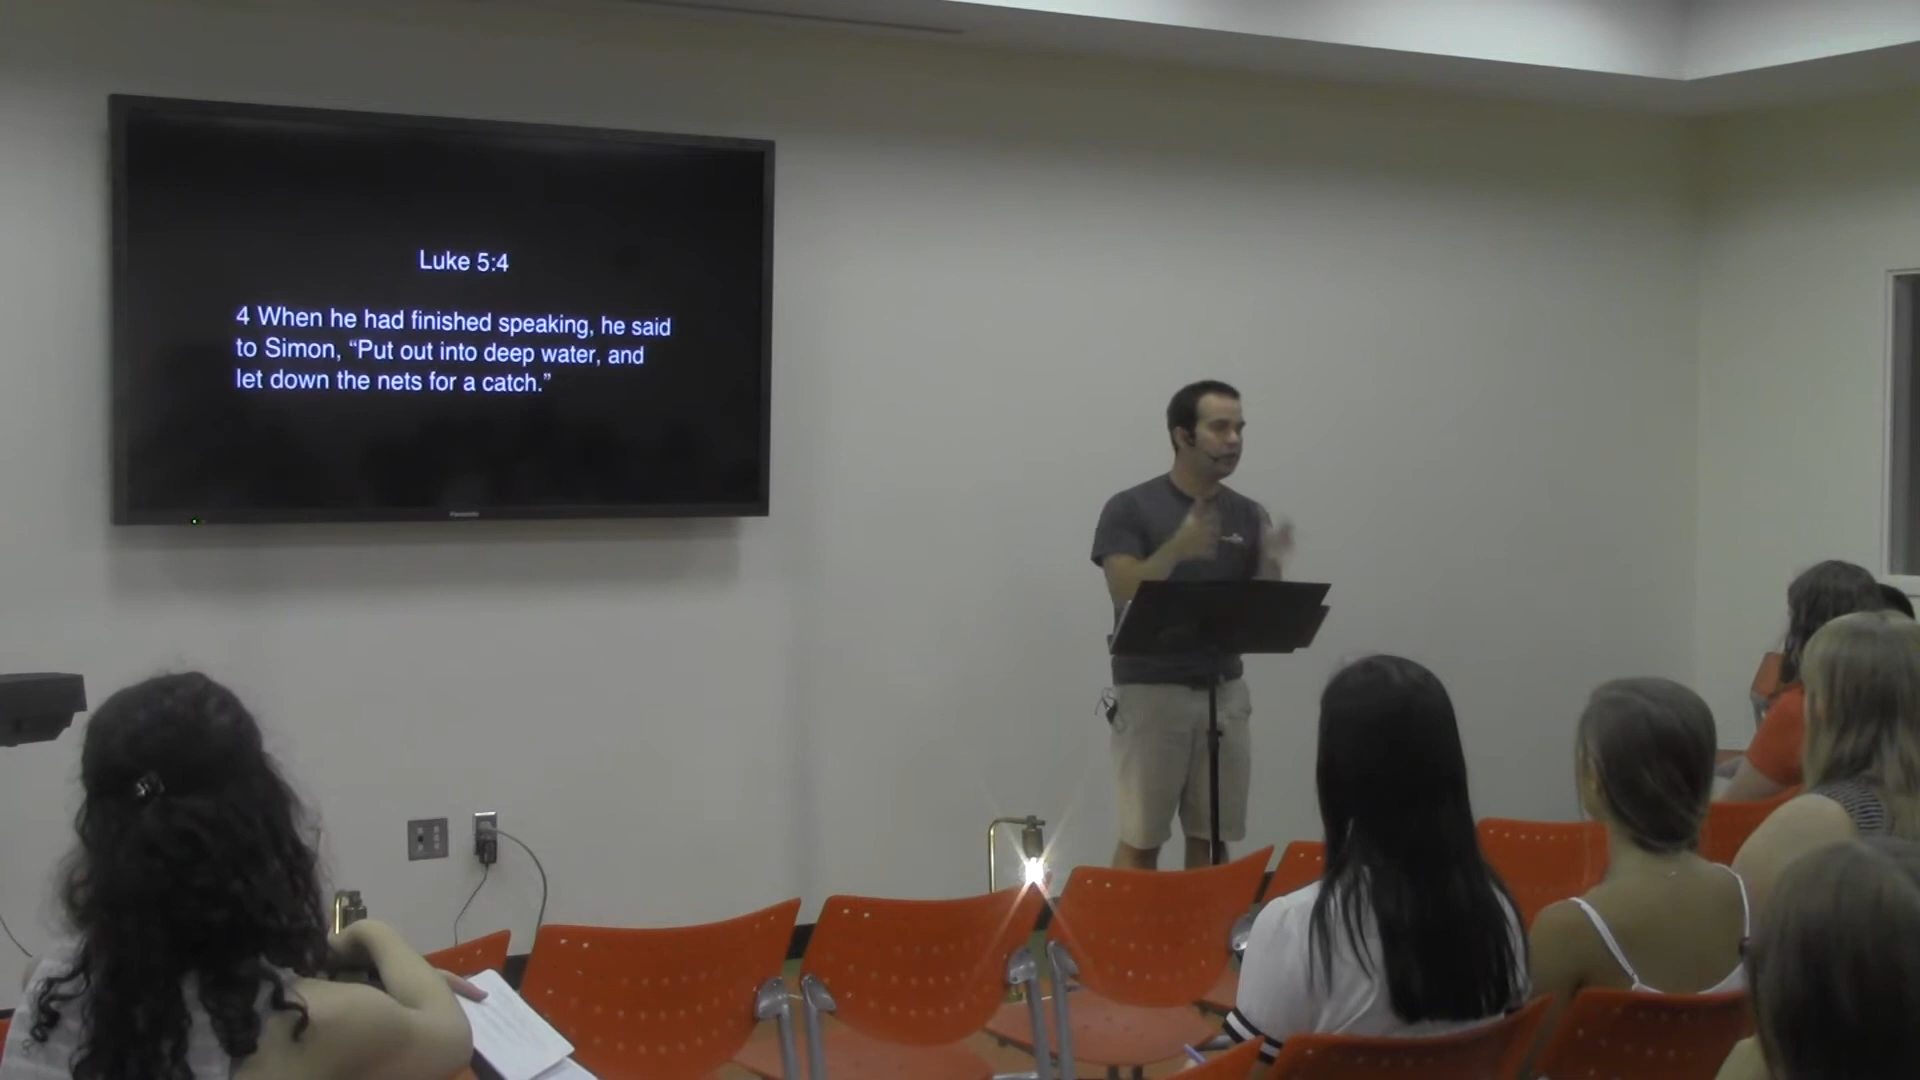 Luke 5:4
4 When he had finished speaking, he said
to Simon, “Put out into deep water, and
let down the nets for a catch.”
Panasonic